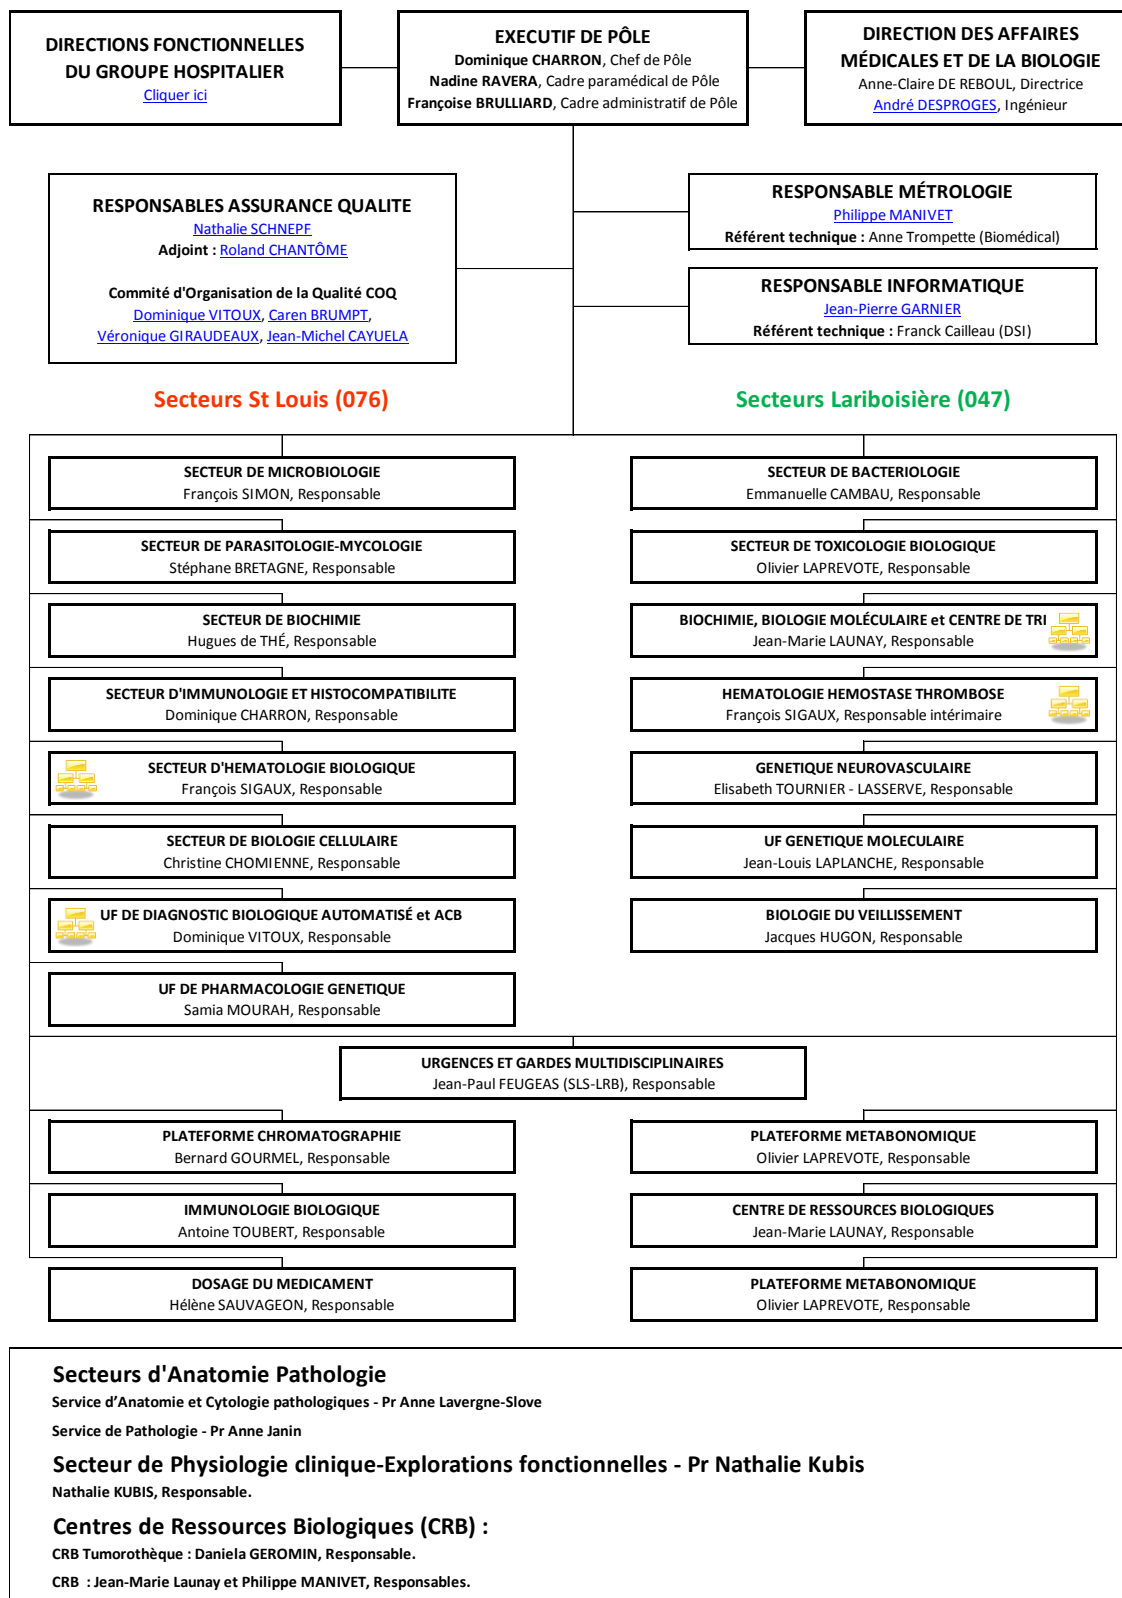 DIRECTIONS FONCTIONNELLES
DU GROUPE HOSPITALIER
Cliquer ici
EXECUTIF DE PÔLE
Dominique CHARRON, Chef de Pôle
Nadine RAVERA, Cadre paramédical de Pôle
Françoise BRULLIARD, Cadre administratif de Pôle
DIRECTION DES AFFAIRES
MÉDICALES ET DE LA BIOLOGIE
Anne-Claire DE REBOUL, Directrice
André DESPROGES, Ingénieur
RESPONSABLES ASSURANCE QUALITE
Nathalie SCHNEPF
Adjoint : Roland CHANTÔME
Commité d'Organisation de la Qualité COQ
Dominique VITOUX, Caren BRUMPT,
Véronique GIRAUDEAUX, Jean-Michel CAYUELA
RESPONSABLE MÉTROLOGIE
Philippe MANIVET
Référent technique : Anne Trompette (Biomédical)
RESPONSABLE INFORMATIQUE
Jean-Pierre GARNIER
Référent technique : Franck Cailleau (DSI)
Secteurs St Louis (076)
Secteurs Lariboisière (047)
SECTEUR DE MICROBIOLOGIE
François SIMON, Responsable
SECTEUR DE BACTERIOLOGIE
Emmanuelle CAMBAU, Responsable
SECTEUR DE PARASITOLOGIE-MYCOLOGIE
Stéphane BRETAGNE, Responsable
SECTEUR DE TOXICOLOGIE BIOLOGIQUE
Olivier LAPREVOTE, Responsable
SECTEUR DE BIOCHIMIE
Hugues de THÉ, Responsable
BIOCHIMIE, BIOLOGIE MOLÉCULAIRE et CENTRE DE TRI
Jean-Marie LAUNAY, Responsable
SECTEUR D'IMMUNOLOGIE ET HISTOCOMPATIBILITE
Dominique CHARRON, Responsable
HEMATOLOGIE HEMOSTASE THROMBOSE
François SIGAUX, Responsable intérimaire
SECTEUR D'HEMATOLOGIE BIOLOGIQUE
François SIGAUX, Responsable
GENETIQUE NEUROVASCULAIRE
Elisabeth TOURNIER - LASSERVE, Responsable
SECTEUR DE BIOLOGIE CELLULAIRE
Christine CHOMIENNE, Responsable
UF GENETIQUE MOLECULAIRE
Jean-Louis LAPLANCHE, Responsable
UF DE DIAGNOSTIC BIOLOGIQUE AUTOMATISÉ et ACB
Dominique VITOUX, Responsable
BIOLOGIE DU VEILLISSEMENT
Jacques HUGON, Responsable
UF DE PHARMACOLOGIE GENETIQUE
Samia MOURAH, Responsable
URGENCES ET GARDES MULTIDISCIPLINAIRES
Jean-Paul FEUGEAS (SLS-LRB), Responsable
PLATEFORME CHROMATOGRAPHIE
Bernard GOURMEL, Responsable
PLATEFORME METABONOMIQUE
Olivier LAPREVOTE, Responsable
IMMUNOLOGIE BIOLOGIQUE
Antoine TOUBERT, Responsable
CENTRE DE RESSOURCES BIOLOGIQUES
Jean-Marie LAUNAY, Responsable
DOSAGE DU MEDICAMENT
Hélène SAUVAGEON, Responsable
PLATEFORME METABONOMIQUE
Olivier LAPREVOTE, Responsable
Secteurs d'Anatomie Pathologie
Service d’Anatomie et Cytologie pathologiques - Pr Anne Lavergne-Slove
Service de Pathologie - Pr Anne Janin
Secteur de Physiologie clinique-Explorations fonctionnelles - Pr Nathalie Kubis
Nathalie KUBIS, Responsable.
Centres de Ressources Biologiques (CRB) :
CRB Tumorothèque : Daniela GEROMIN, Responsable.
CRB : Jean-Marie Launay et Philippe MANIVET, Responsables.